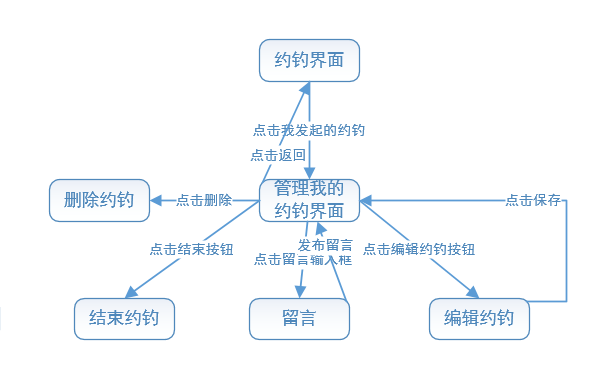 约钓界面
点击我发起的约钓
点击返回
删除约钓
点击删除
管理我的
约钓界面
点击保存
点击结束按钮
发布留言
点击编辑约钓按钮
点击留言输入框
结束约钓
留言
编辑约钓